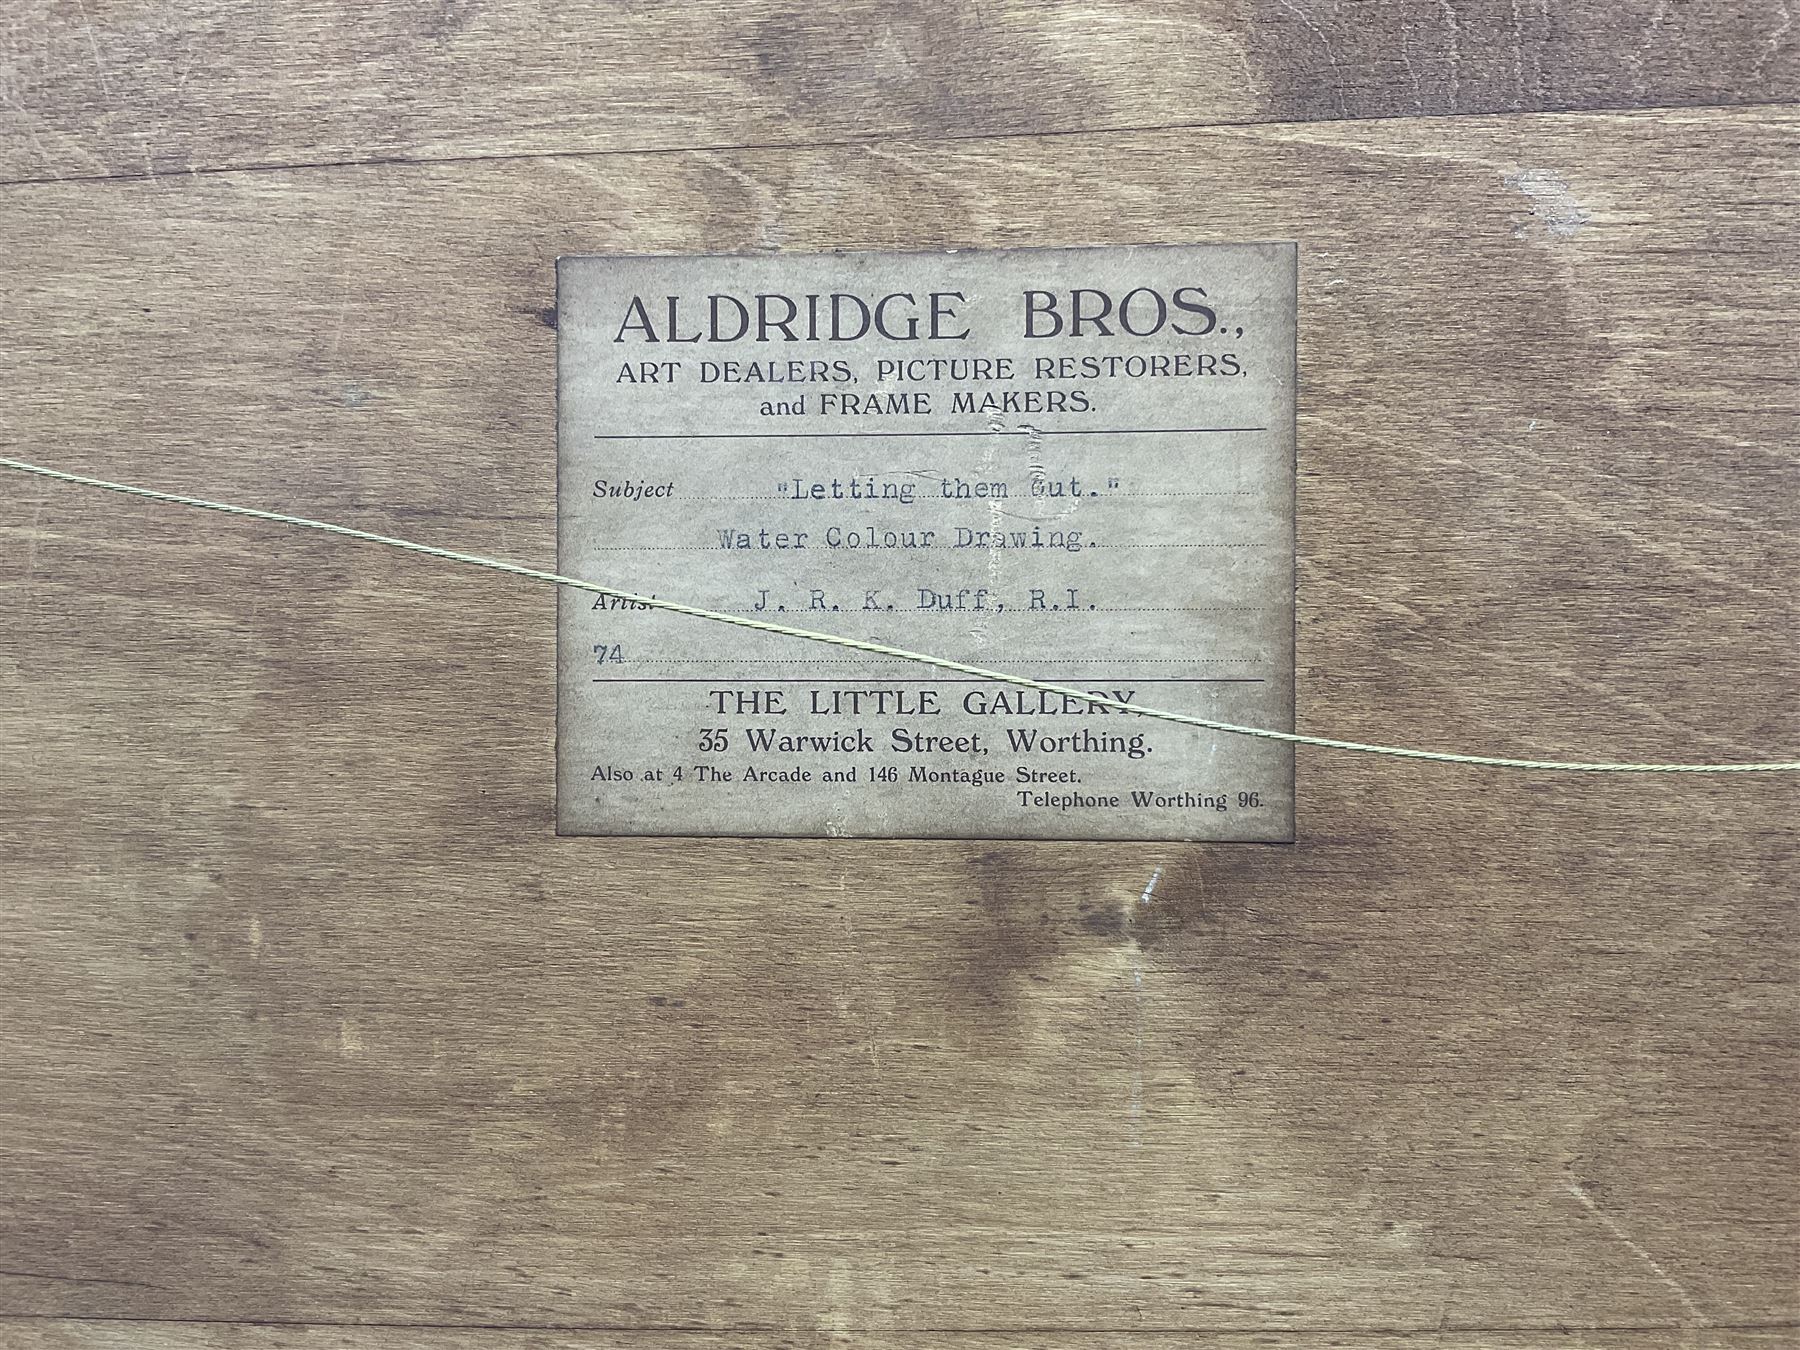 ALDRIDGE BROS.,
ART DEALERS, PICTURE RESTORERS,
and FRAME MAKERS.
Subject "Letting them Out."
Water Colour Drawing.
Artist J. R. K. Duff, R.I.
74
THE LITTLE GALLERY,
35 Warwick Street, Worthing.
Also at 4 The Arcade and 146 Montague Street.
Telephone Worthing 96.